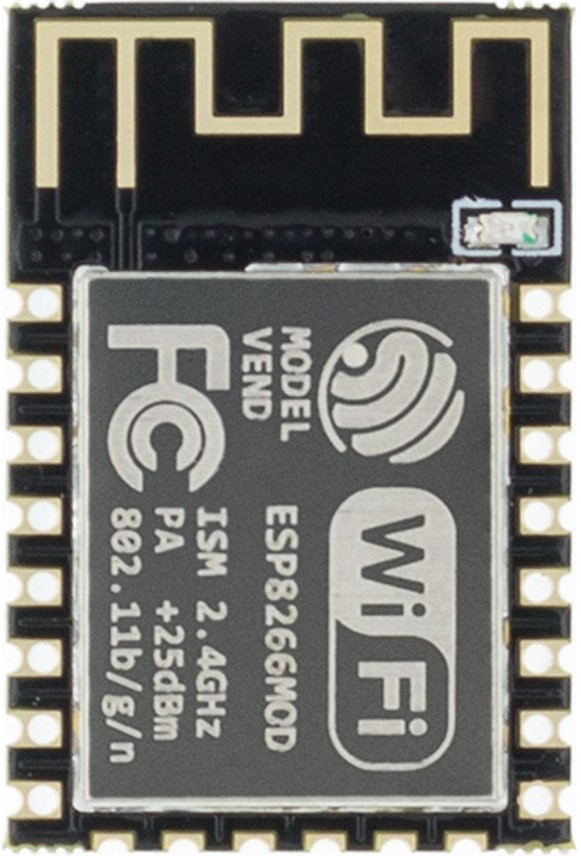 WiFi
MODEL ESP8266MOD
VEND
FC
ISM 2.4GHz
PA +25dBm
802.11b/g/n